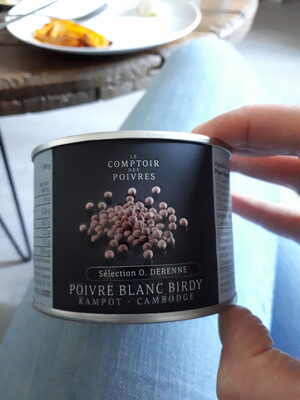 LE
COMPTOIR
DES
POIVRES
Sélection O. DERENNE
POIVRE BLANC BIRDY
KAMPOT - CAMBODGE